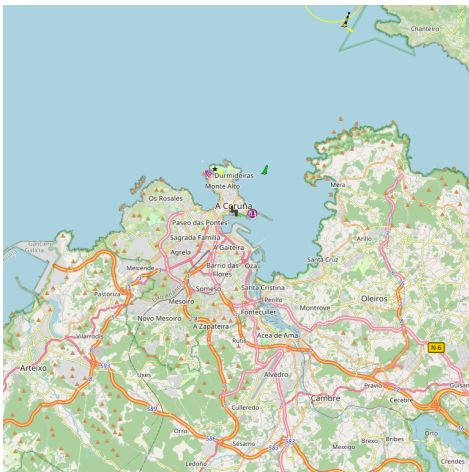 Chanteiro
Durmideiras
Monte Alto
Mera
Os Rosales
A Coruña
Paseo das Pontes
Sagrada Familia
Arillo
A Gaiteira
Agrela
Santa Cruz
Meicende
Barrio das
Flores
Oza
Someso
Santa Cristina
Pastoriza
Mesoiro
Perillo
Oleiros
Fonteculler
Montrove
Novo Mesoiro
A Zapateira
Vilarrodis
Rutis
Acea de Ama
N-6
Arteixo
Uxes
Alvedro
Pravio
Cambre
Cecebre
Culleredo
Orro
Sésamo
Meixigo
Brexo
Bribes
Orto
Ledoño
Crendes